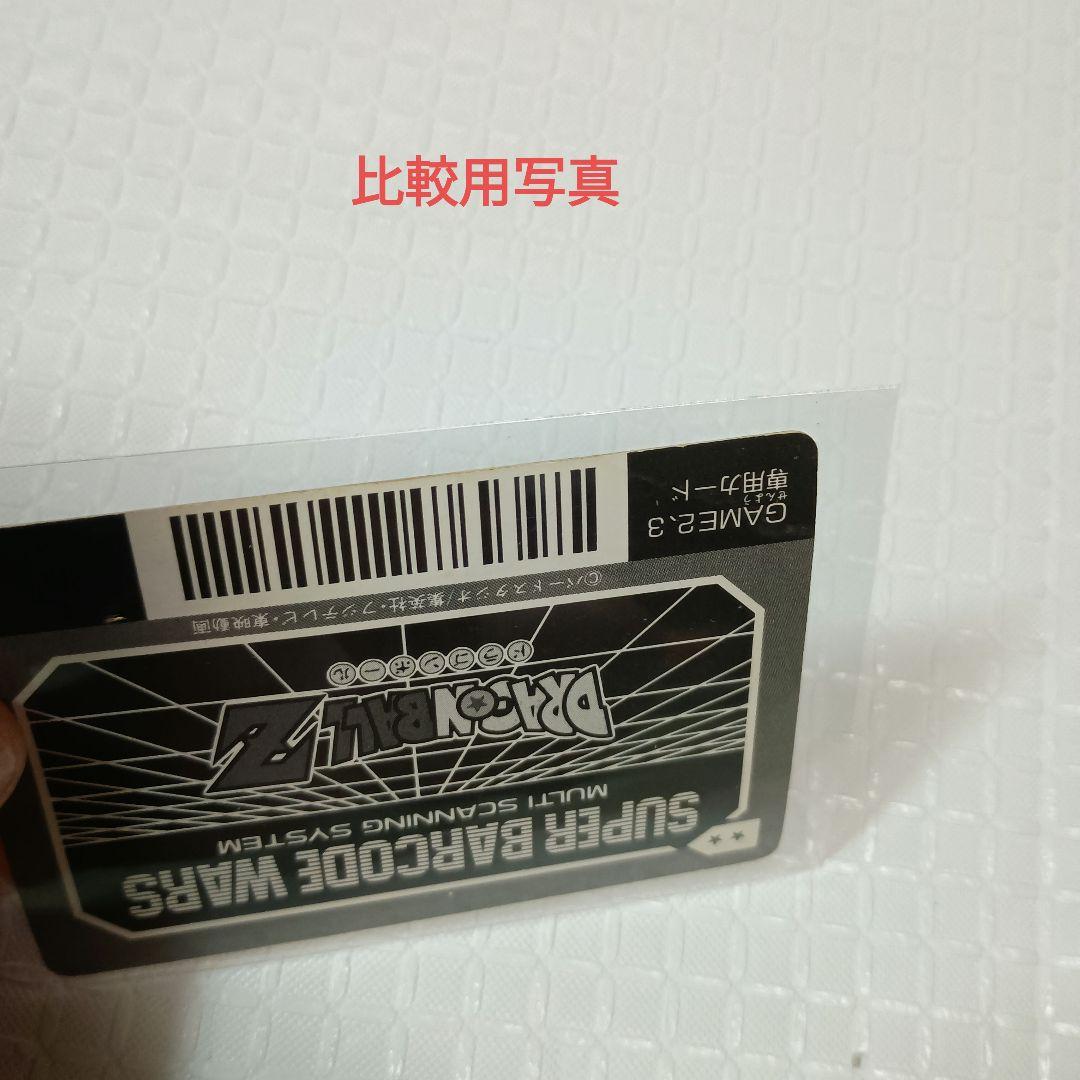 比較用写真
SUPER BARCODE WARS
MULTI SCANNING SYSTEM
DRAGON BALL Z
ドラゴンボール
©バードスタジオ/集英社・フジテレビ・東映動画
GAME2、3
せんよう
専用カード